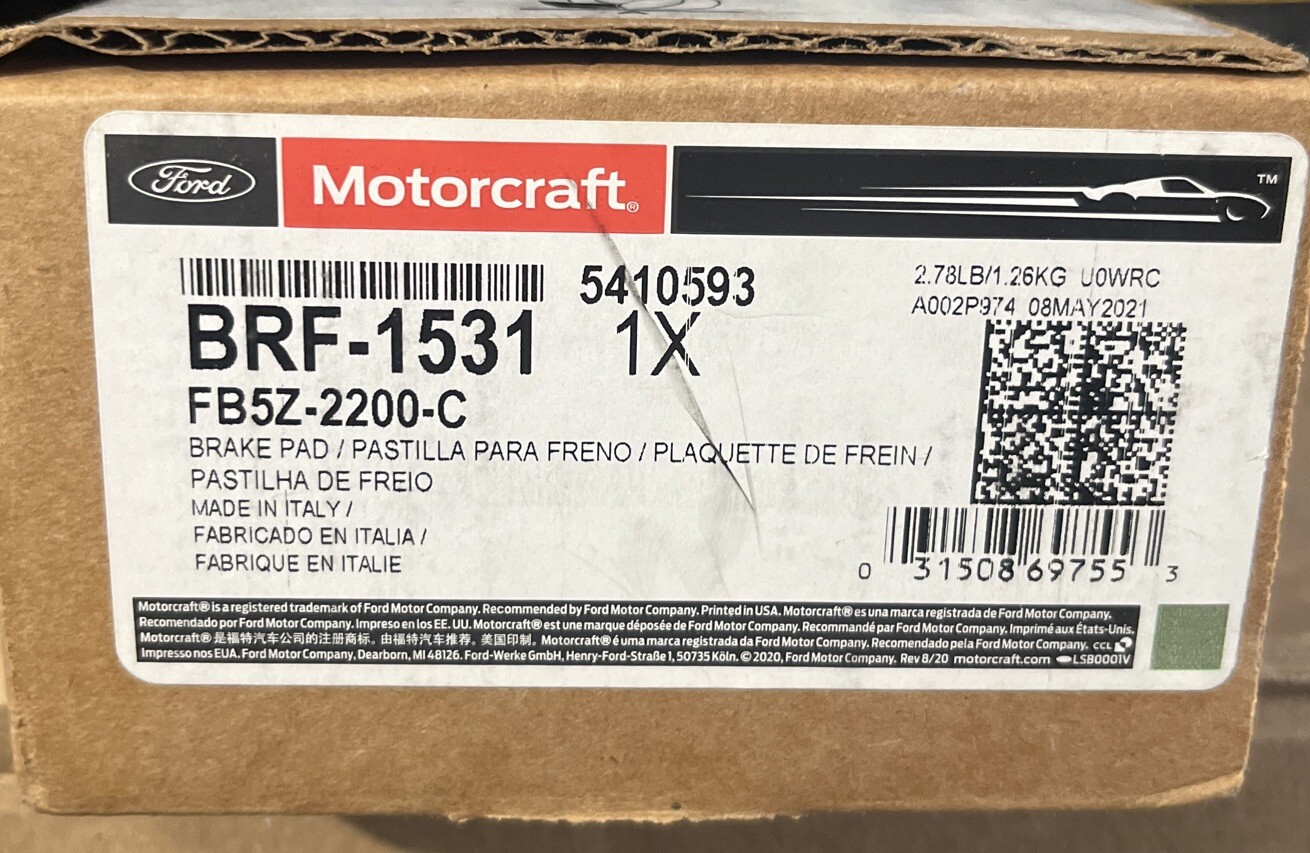 Ford
Motorcraft®
TM
5410593
2.78LB/1.26KG U0WRC
A002P974 08MAY2021
BRF-1531 1X
FB5Z-2200-C
BRAKE PAD / PASTILLA PARA FRENO / PLAQUETTE DE FREIN /
PASTILHA DE FREIO
MADE IN ITALY /
FABRICADO EN ITALIA /
FABRIQUE EN ITALIE
0 31508 69755 3
Motorcraft® is a registered trademark of Ford Motor Company. Recommended by Ford Motor Company. Printed in USA. Motorcraft® es una marca registrada de Ford Motor Company.
Recomendado por Ford Motor Company. Impreso en los EE. UU. Motorcraft® est une marque déposée de Ford Motor Company. Recommandé par Ford Motor Company. Imprimé aux États-Unis.
Motorcraft® 是福特汽车公司的注册商标。由福特汽车推荐。美国印制。Motorcraft® é uma marca registrada da Ford Motor Company. Recomendado pela Ford Motor Company. CCL
Impresso nos EUA. Ford Motor Company, Dearborn, MI 48126. Ford-Werke GmbH, Henry-Ford-Straße 1, 50735 Köln. © 2020, Ford Motor Company. Rev 8/20 motorcraft.com LSB0001V